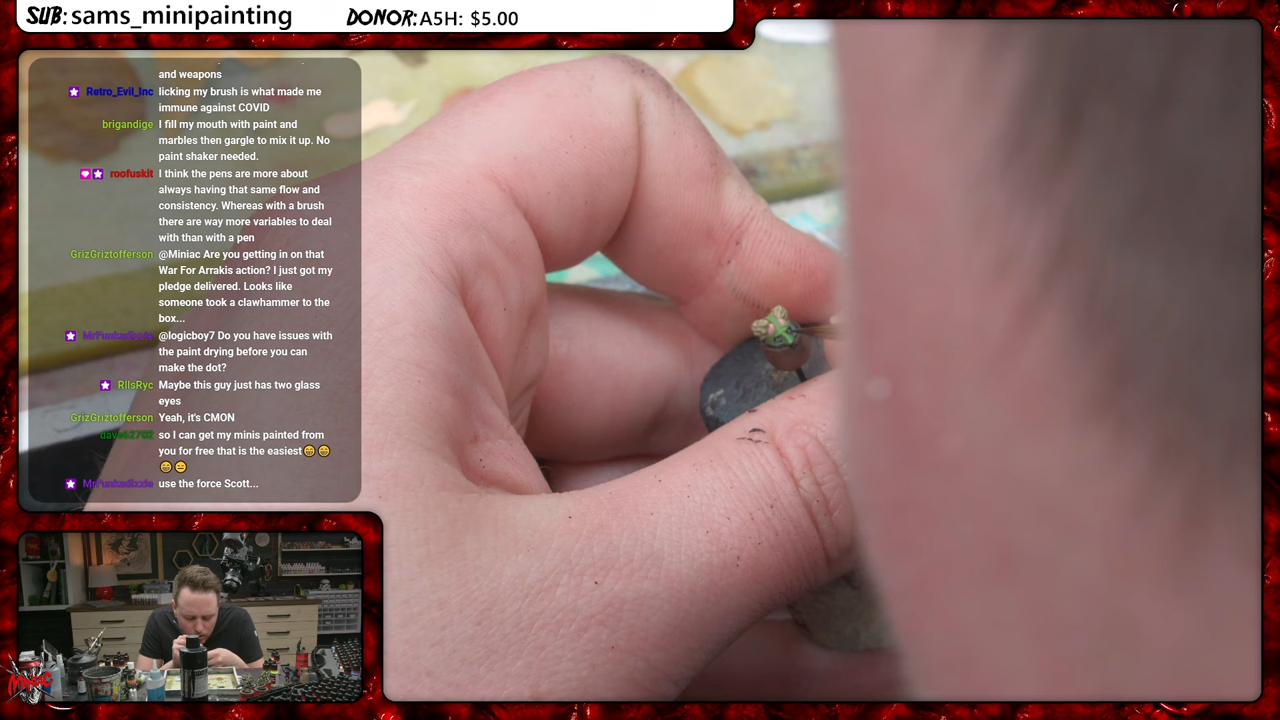 SUB: sams_minipainting DONOR: A5H: $5.00
and weapons
Retro_Evil_Inc licking my brush is what made me
immune against COVID
brigandige I fill my mouth with paint and
marbles then gargle to mix it up. No
paint shaker needed.
roofuskit I think the pens are more about
always having that same flow and
consistency. Whereas with a brush
there are way more variables to deal
with than with a pen
GrizGriztofferson @Miniac Are you getting in on that
War For Arrakis action? I just got my
pledge delivered. Looks like
someone took a clawhammer to the
box...
@logicboy7 Do you have issues with
the paint drying before you can
make the dot?
RIlsRyc Maybe this guy just has two glass
eyes
GrizGriztofferson Yeah, it's CMON
so I can get my minis painted from
you for free that is the easiest
use the force Scott...
MINIAC